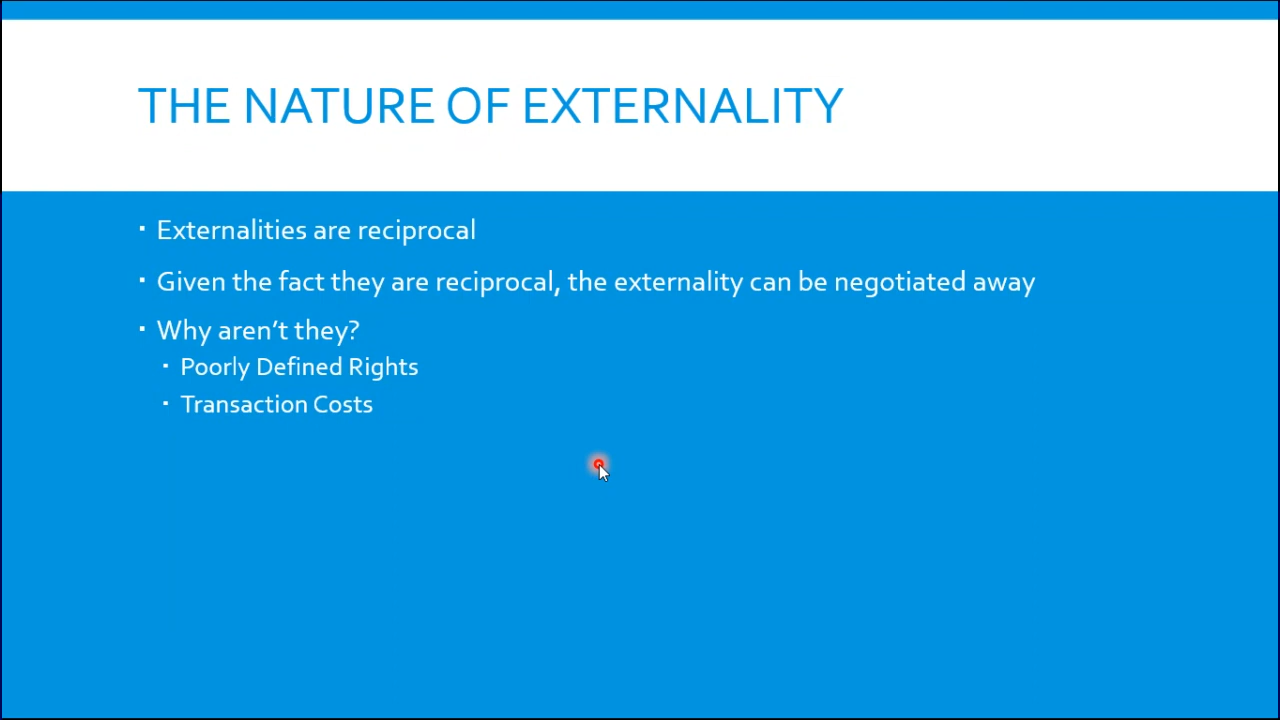 THE NATURE OF EXTERNALITY
▪ Externalities are reciprocal
▪ Given the fact they are reciprocal, the externality can be negotiated away
▪ Why aren’t they?
▪ Poorly Defined Rights
▪ Transaction Costs